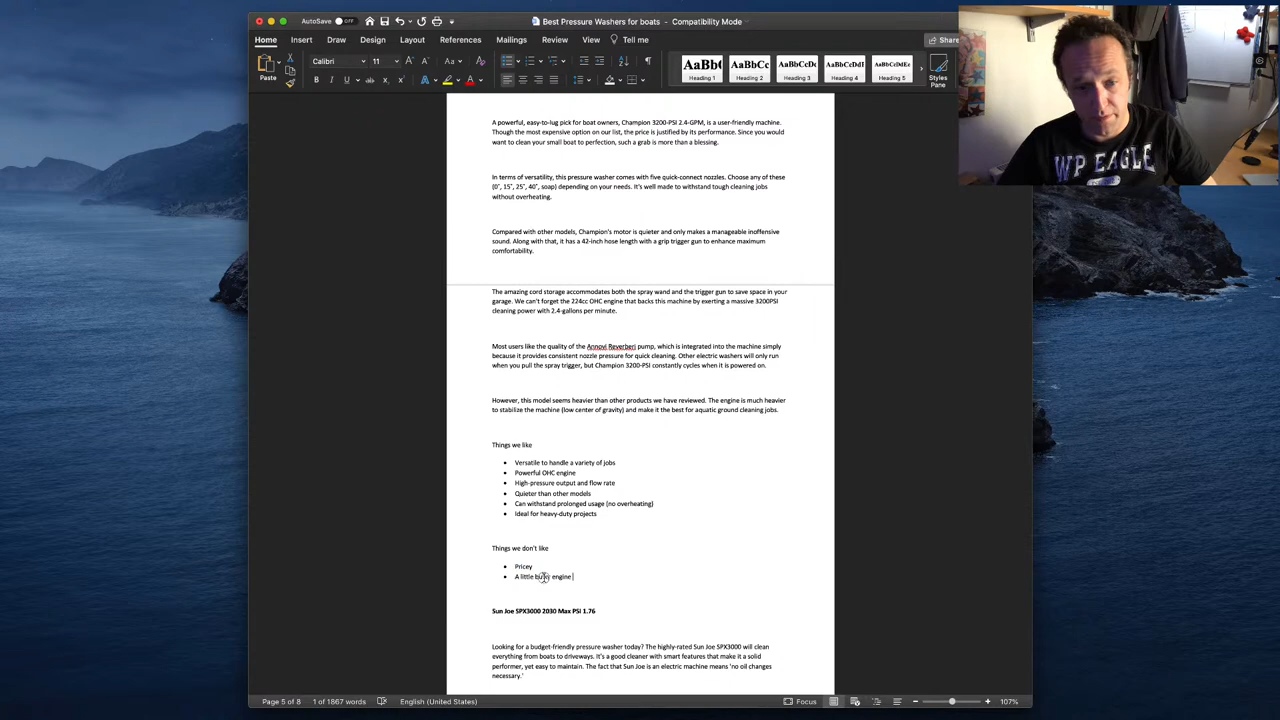 AutoSave OFF
Best Pressure Washers for boats - Compatibility Mode
Home Insert Draw Design Layout References Mailings Review View Tell me
Share
Paste
Calibri 11
Heading 1 Heading 2 Heading 3 Heading 4 Heading 5
Styles Pane
A powerful, easy-to-lug pick for boat owners, Champion 3200-PSI 2.4-GPM, is a user-friendly machine.
Though the most expensive option on our list, the price is justified by its performance. Since you would
want to clean your small boat to perfection, such a grab is more than a blessing.
In terms of versatility, this pressure washer comes with five quick-connect nozzles. Choose any of these
(0˚, 15˚, 25˚, 40˚, soap) depending on your needs. It's well made to withstand tough cleaning jobs
without overheating.
Compared with other models, Champion's motor is quieter and only makes a manageable inoffensive
sound. Along with that, it has a 42-inch hose length with a grip trigger gun to enhance maximum
comfortability.
The amazing cord storage accommodates both the spray wand and the trigger gun to save space in your
garage. We can't forget the 224cc OHC engine that backs this machine by exerting a massive 3200PSI
cleaning power with 2.4-gallons per minute.
Most users like the quality of the Annovi Reverberi pump, which is integrated into the machine simply
because it provides consistent nozzle pressure for quick cleaning. Other electric washers will only run
when you pull the spray trigger, but Champion 3200-PSI constantly cycles when it is powered on.
However, this model seems heavier than other products we have reviewed. The engine is much heavier
to stabilize the machine (low center of gravity) and make it the best for aquatic ground cleaning jobs.
Things we like
• Versatile to handle a variety of jobs
• Powerful OHC engine
• High-pressure output and flow rate
• Quieter than other models
• Can withstand prolonged usage (no overheating)
• Ideal for heavy-duty projects
Things we don't like
• Pricey
• A little bulky engine
Sun Joe SPX3000 2030 Max PSI 1.76
Looking for a budget-friendly pressure washer today? The highly-rated Sun Joe SPX3000 will clean
everything from boats to driveways. It's a good cleaner with smart features that make it a solid
performer, yet easy to maintain. The fact that Sun Joe is an electric machine means 'no oil changes
necessary.'
Page 5 of 8 1 of 1867 words English (United States) Focus 107%
WP EAGLE